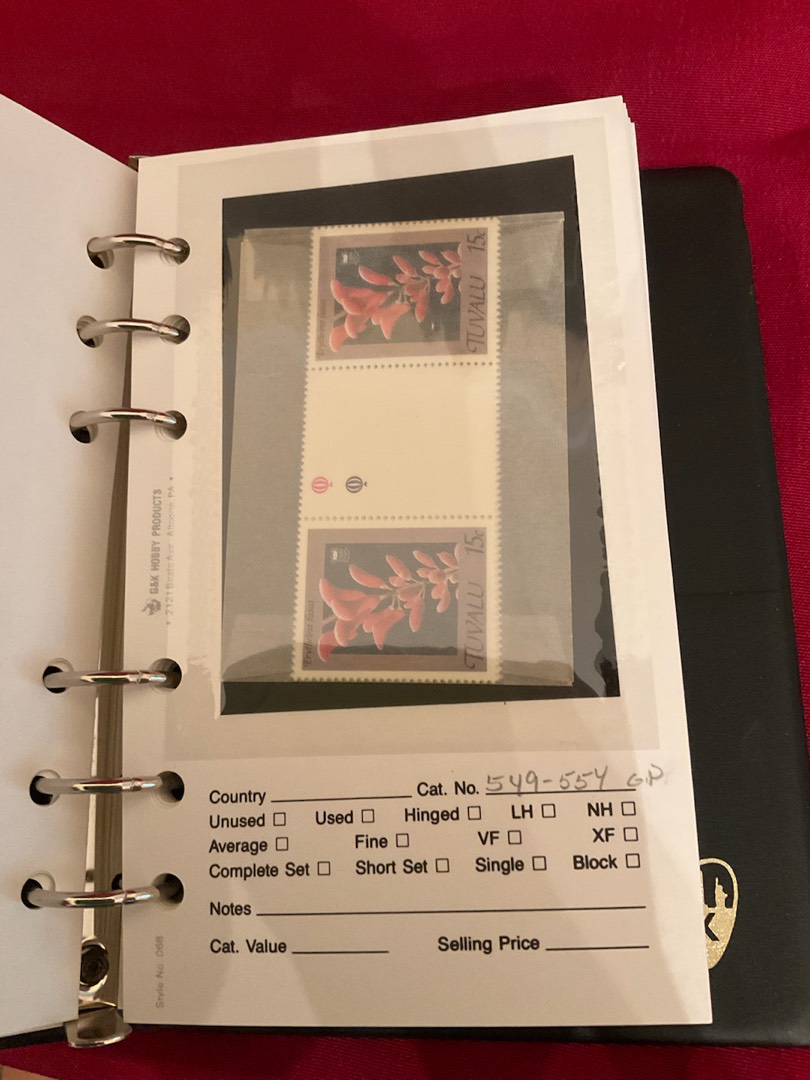 15c
TUVALU
15c
TUVALU
G&K HOBBY PRODUCTS
Country Cat. No. 549-554 GP
Unused Used Hinged LH NH
Average Fine VF XF
Complete Set Short Set Single Block
Notes
Cat. Value Selling Price
Style No. 066
K